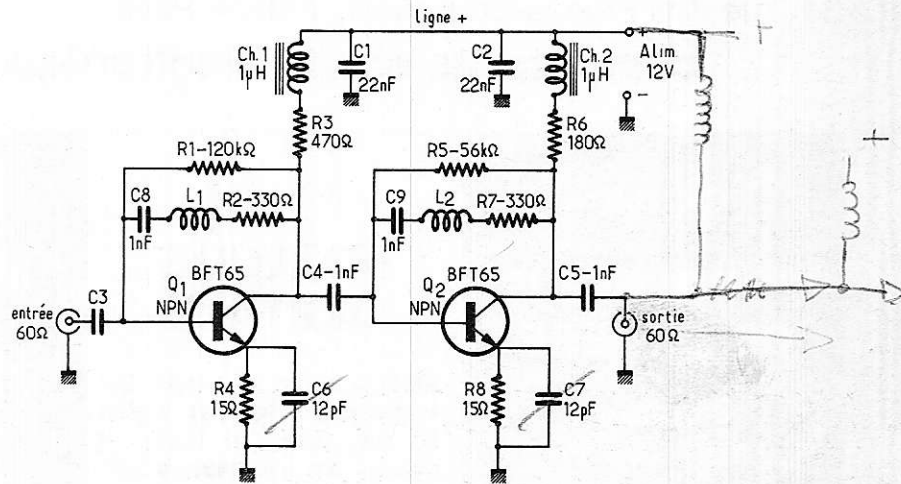 ligne +
Ch.1
1µH
C1
22nF
C2
22nF
Ch.2
1µH
+
Alim.
12V
-
+
R3
470Ω
R6
180Ω
+
R1-120kΩ
R5-56kΩ
C8
1nF
L1
R2-330Ω
C9
1nF
L2
R7-330Ω
BFT65
Q1
NPN
C4-1nF
BFT65
Q2
NPN
C5-1nF
entrée
60Ω
C3
sortie
60Ω
R4
15Ω
C6
12pF
R8
15Ω
C7
12pF